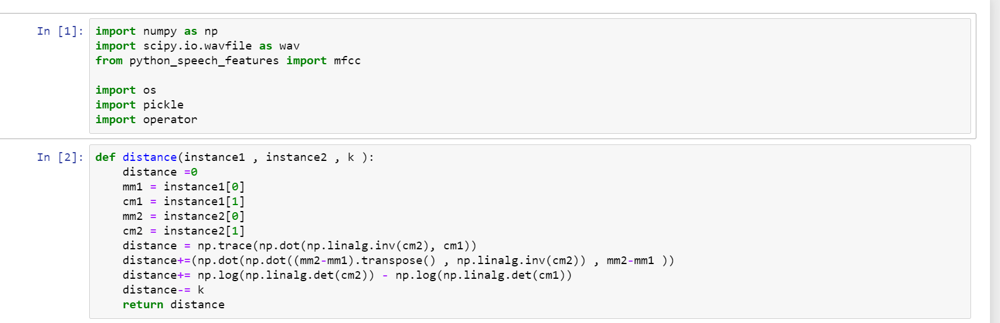 In [1]:
import numpy as np
import scipy.io.wavfile as wav
from python_speech_features import mfcc

import os
import pickle
import operator
In [2]:
def distance(instance1 , instance2 , k ):
    distance =0
    mm1 = instance1[0]
    cm1 = instance1[1]
    mm2 = instance2[0]
    cm2 = instance2[1]
    distance = np.trace(np.dot(np.linalg.inv(cm2), cm1))
    distance+=(np.dot(np.dot((mm2-mm1).transpose() , np.linalg.inv(cm2)) , mm2-mm1 ))
    distance+= np.log(np.linalg.det(cm2)) - np.log(np.linalg.det(cm1))
    distance-= k
    return distance